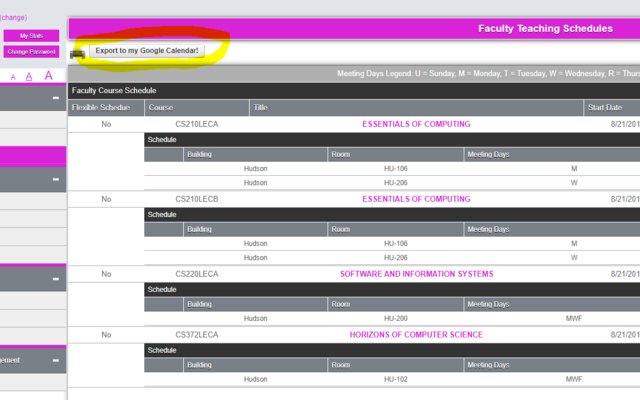 (change)
Faculty Teaching Schedules
My Stats
Change Password
Export to my Google Calendar!
A A A
Meeting Days Legend: U = Sunday, M = Monday, T = Tuesday, W = Wednesday, R = Thurs
Faculty Course Schedule
Flexible Schedue Course Title Start Date
No CS210LECA ESSENTIALS OF COMPUTING 8/21/201
Schedule
Building Room Meeting Days
Hudson HU-106 M
Hudson HU-206 W
No CS210LECB ESSENTIALS OF COMPUTING 8/21/201
Schedule
Building Room Meeting Days
Hudson HU-106 M
Hudson HU-206 W
No CS220LECA SOFTWARE AND INFORMATION SYSTEMS 8/21/201
Schedule
Building Room Meeting Days
Hudson HU-200 MWF
No CS372LECA HORIZONS OF COMPUTER SCIENCE 8/21/201
Schedule
gement
Building Room Meeting Days
Hudson HU-102 MWF